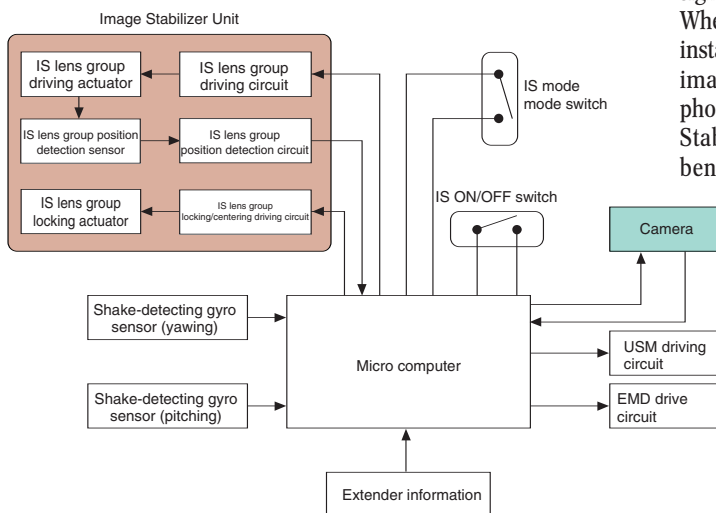 Image Stabilizer Unit
IS lens group
driving actuator
IS lens group
driving circuit
IS lens group position
detection sensor
IS lens group
position detection circuit
IS lens group
locking actuator
IS lens group
locking/centering driving circuit
IS mode
mode switch
IS ON/OFF switch
Camera
Shake-detecting gyro
sensor (yawing)
Micro computer
USM driving
circuit
Shake-detecting gyro
sensor (pitching)
EMD drive
circuit
Extender information
Whe
insta
ima
pho
Stab
ben